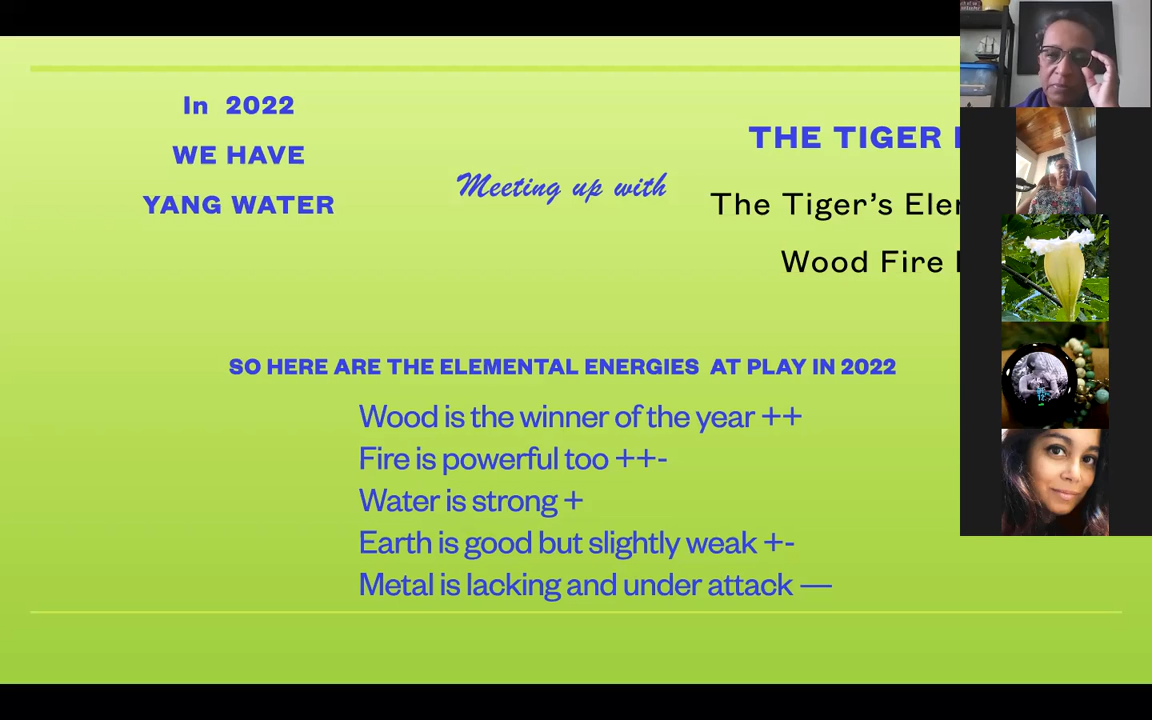 In 2022
WE HAVE
YANG WATER
Meeting up with
THE TIGER
The Tiger's
Wood Fire
SO HERE ARE THE ELEMENTAL ENERGIES AT PLAY IN 2022
Wood is the winner of the year ++
Fire is powerful too ++-
Water is strong +
Earth is good but slightly weak +-
Metal is lacking and under attack —